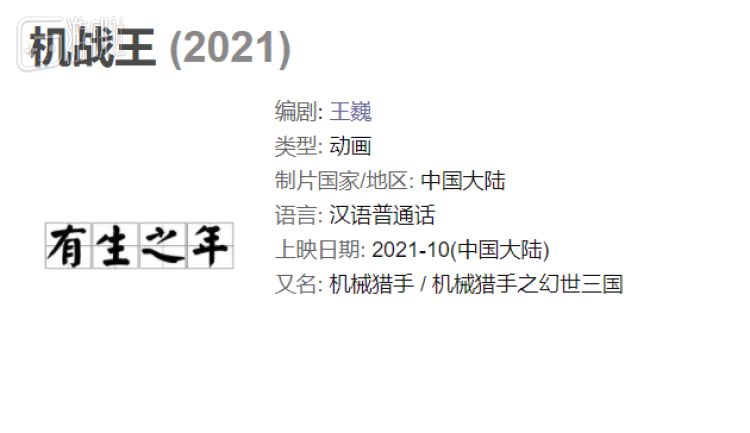 机战王 (2021)
编剧: 王巍
类型: 动画
制片国家/地区: 中国大陆
语言: 汉语普通话
上映日期: 2021-10(中国大陆)
又名: 机械猎手 / 机械猎手之幻世三国
有生之年